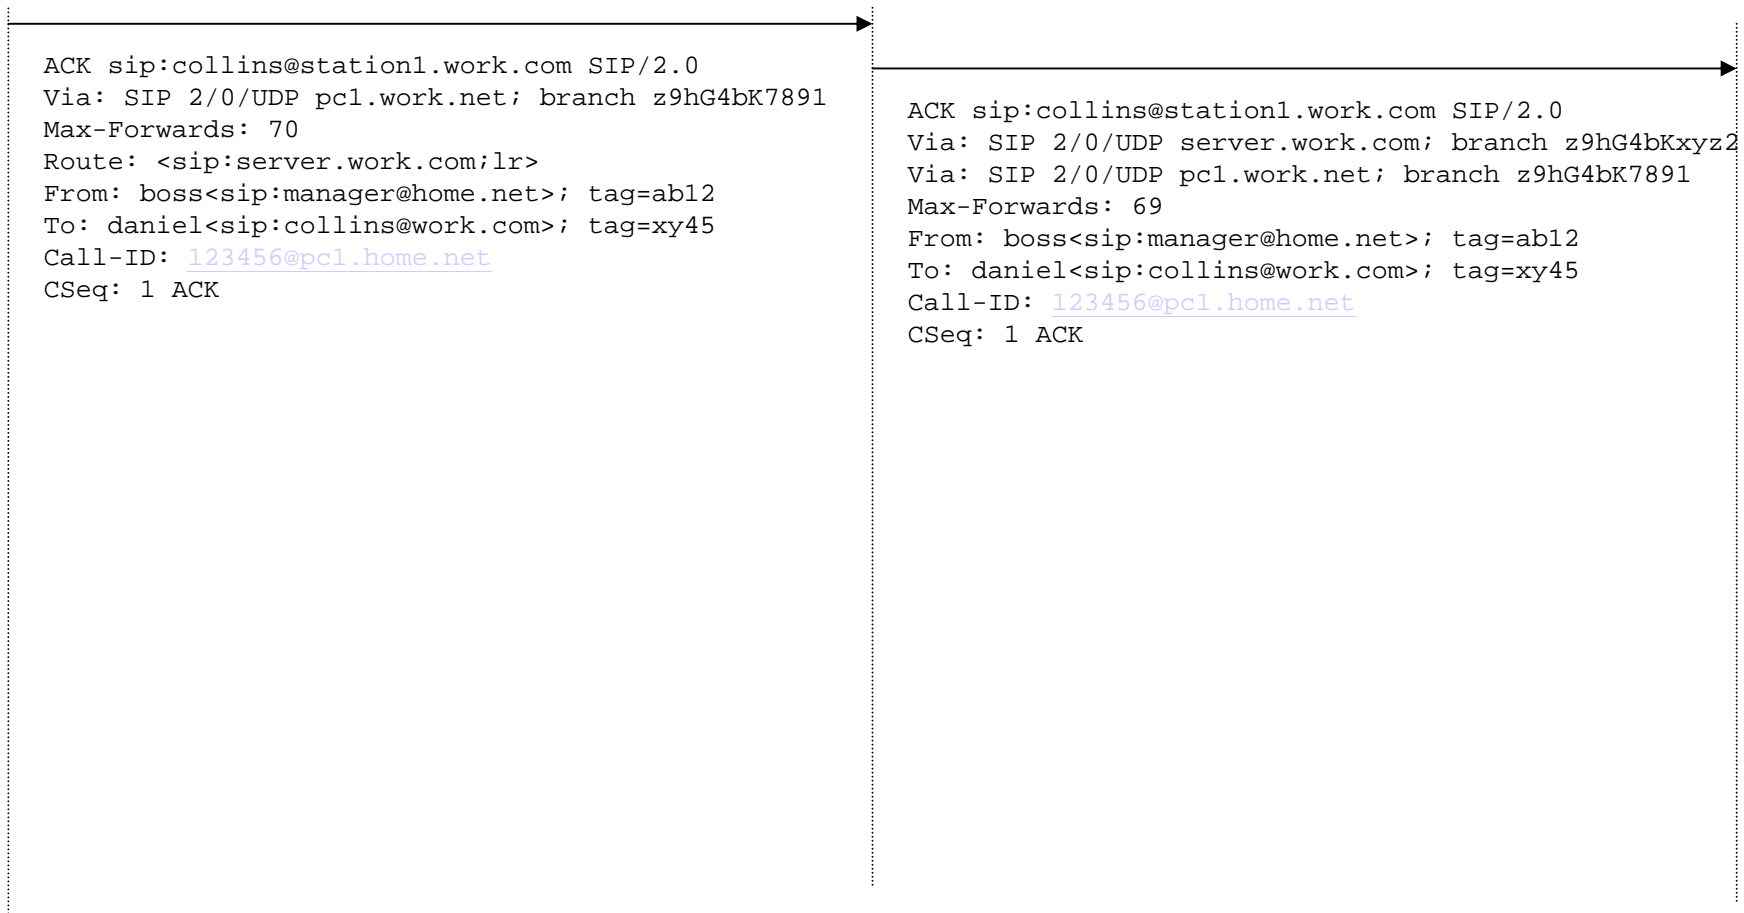 ACK sip:collins@station1.work.com SIP/2.0
Via: SIP 2/0/UDP pc1.work.net; branch z9hG4bK7891
Max-Forwards: 70
Route: <sip:server.work.com;lr>
From: boss<sip:manager@home.net>; tag=ab12
To: daniel<sip:collins@work.com>; tag=xy45
Call-ID: 123456@pc1.home.net
CSeq: 1 ACK
ACK sip:collins@station1.work.com SIP/2.0
Via: SIP 2/0/UDP server.work.com; branch z9hG4bKxyz2
Via: SIP 2/0/UDP pc1.work.net; branch z9hG4bK7891
Max-Forwards: 69
From: boss<sip:manager@home.net>; tag=ab12
To: daniel<sip:collins@work.com>; tag=xy45
Call-ID: 123456@pc1.home.net
CSeq: 1 ACK